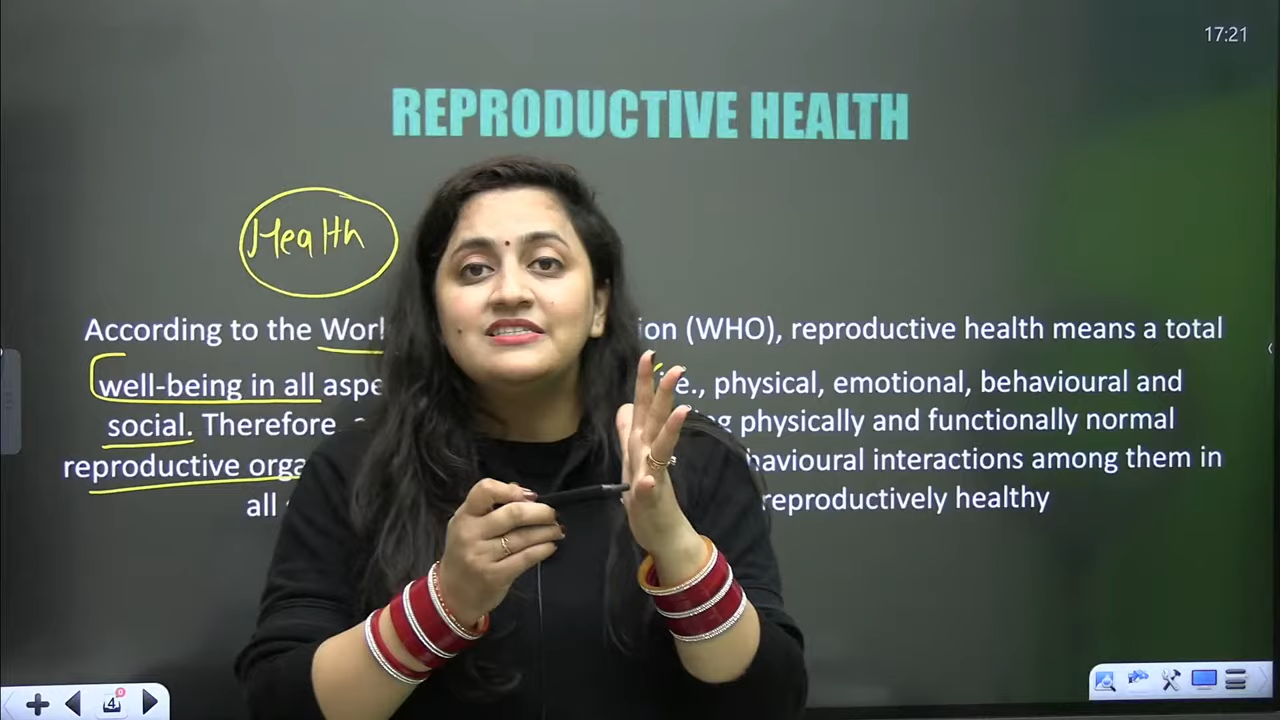 17:21
REPRODUCTIVE HEALTH
Health
According to the Worl ion (WHO), reproductive health means a total
well-being in all aspe i.e., physical, emotional, behavioural and
social. Therefore, physically and functionally normal
reproductive orga havioural interactions among them in
all reproductively healthy
4